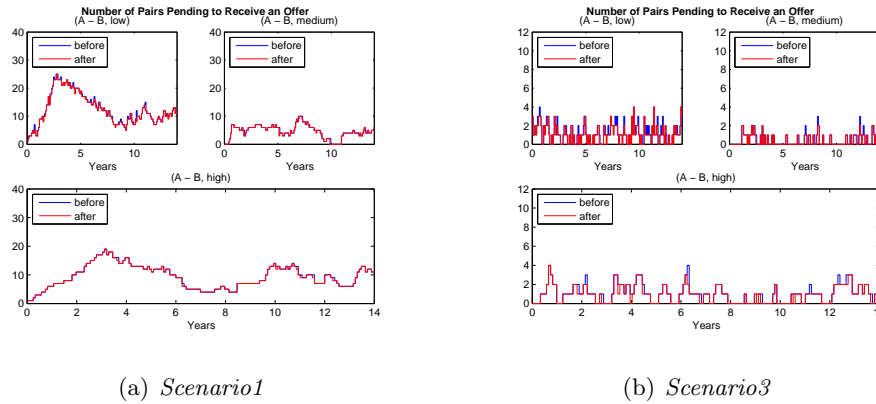 Number of Pairs Pending to Receive an Offer
(A − B, low)
(A − B, medium)
before
after
before
after
40
30
20
10
0
0
5
10
Years
40
30
20
10
0
0
5
10
Years
(A − B, high)
before
after
40
30
20
10
0
0
2
4
6
8
10
12
14
Years
(a) Scenario1
Number of Pairs Pending to Receive an Offer
(A − B, low)
(A − B, medium)
before
after
before
after
12
10
8
6
4
2
0
0
5
10
Years
12
10
8
6
4
2
0
0
5
10
Years
(A − B, high)
before
after
12
10
8
6
4
2
0
0
2
4
6
8
10
12
Years
(b) Scenario3